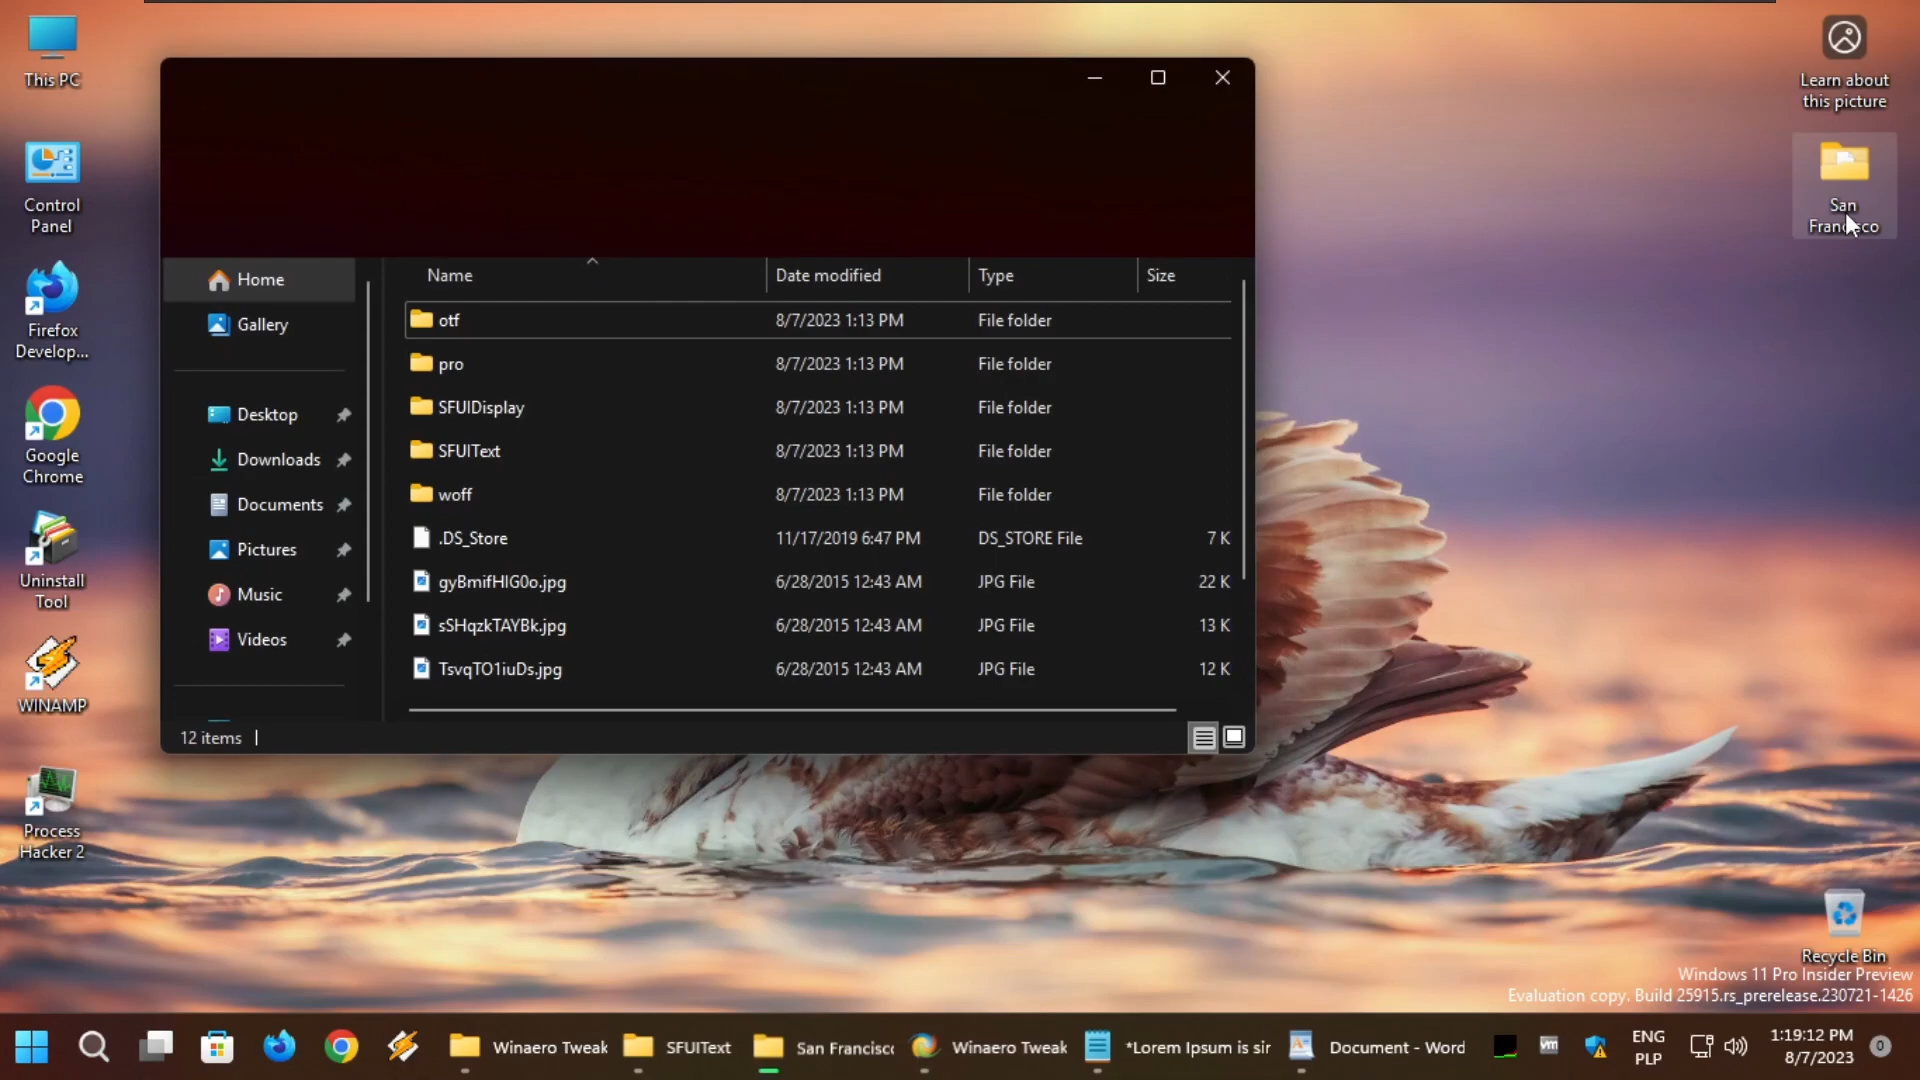 This PC
Control
Panel
Firefox
Develop...
Google
Chrome
Uninstall
Tool
WINAMP
Process
Hacker 2
Home
Gallery
Desktop
Downloads
Documents
Pictures
Music
Videos
Name Date modified Type Size
otf 8/7/2023 1:13 PM File folder
pro 8/7/2023 1:13 PM File folder
SFUIDisplay 8/7/2023 1:13 PM File folder
SFUIText 8/7/2023 1:13 PM File folder
woff 8/7/2023 1:13 PM File folder
.DS_Store 11/17/2019 6:47 PM DS_STORE File 7 K
gyBmifHIG0o.jpg 6/28/2015 12:43 AM JPG File 22 K
sSHqzkTAYBk.jpg 6/28/2015 12:43 AM JPG File 13 K
TsvqTO1iuDs.jpg 6/28/2015 12:43 AM JPG File 12 K
12 items
Learn about
this picture
San
Francisco
Recycle Bin
Windows 11 Pro Insider Preview
Evaluation copy. Build 25915.rs_prerelease.230721-1426
Winaero Tweak SFUIText San Francisco Winaero Tweak *Lorem Ipsum is sir Document - Word vm
ENG
PLP
1:19:12 PM
8/7/2023
0